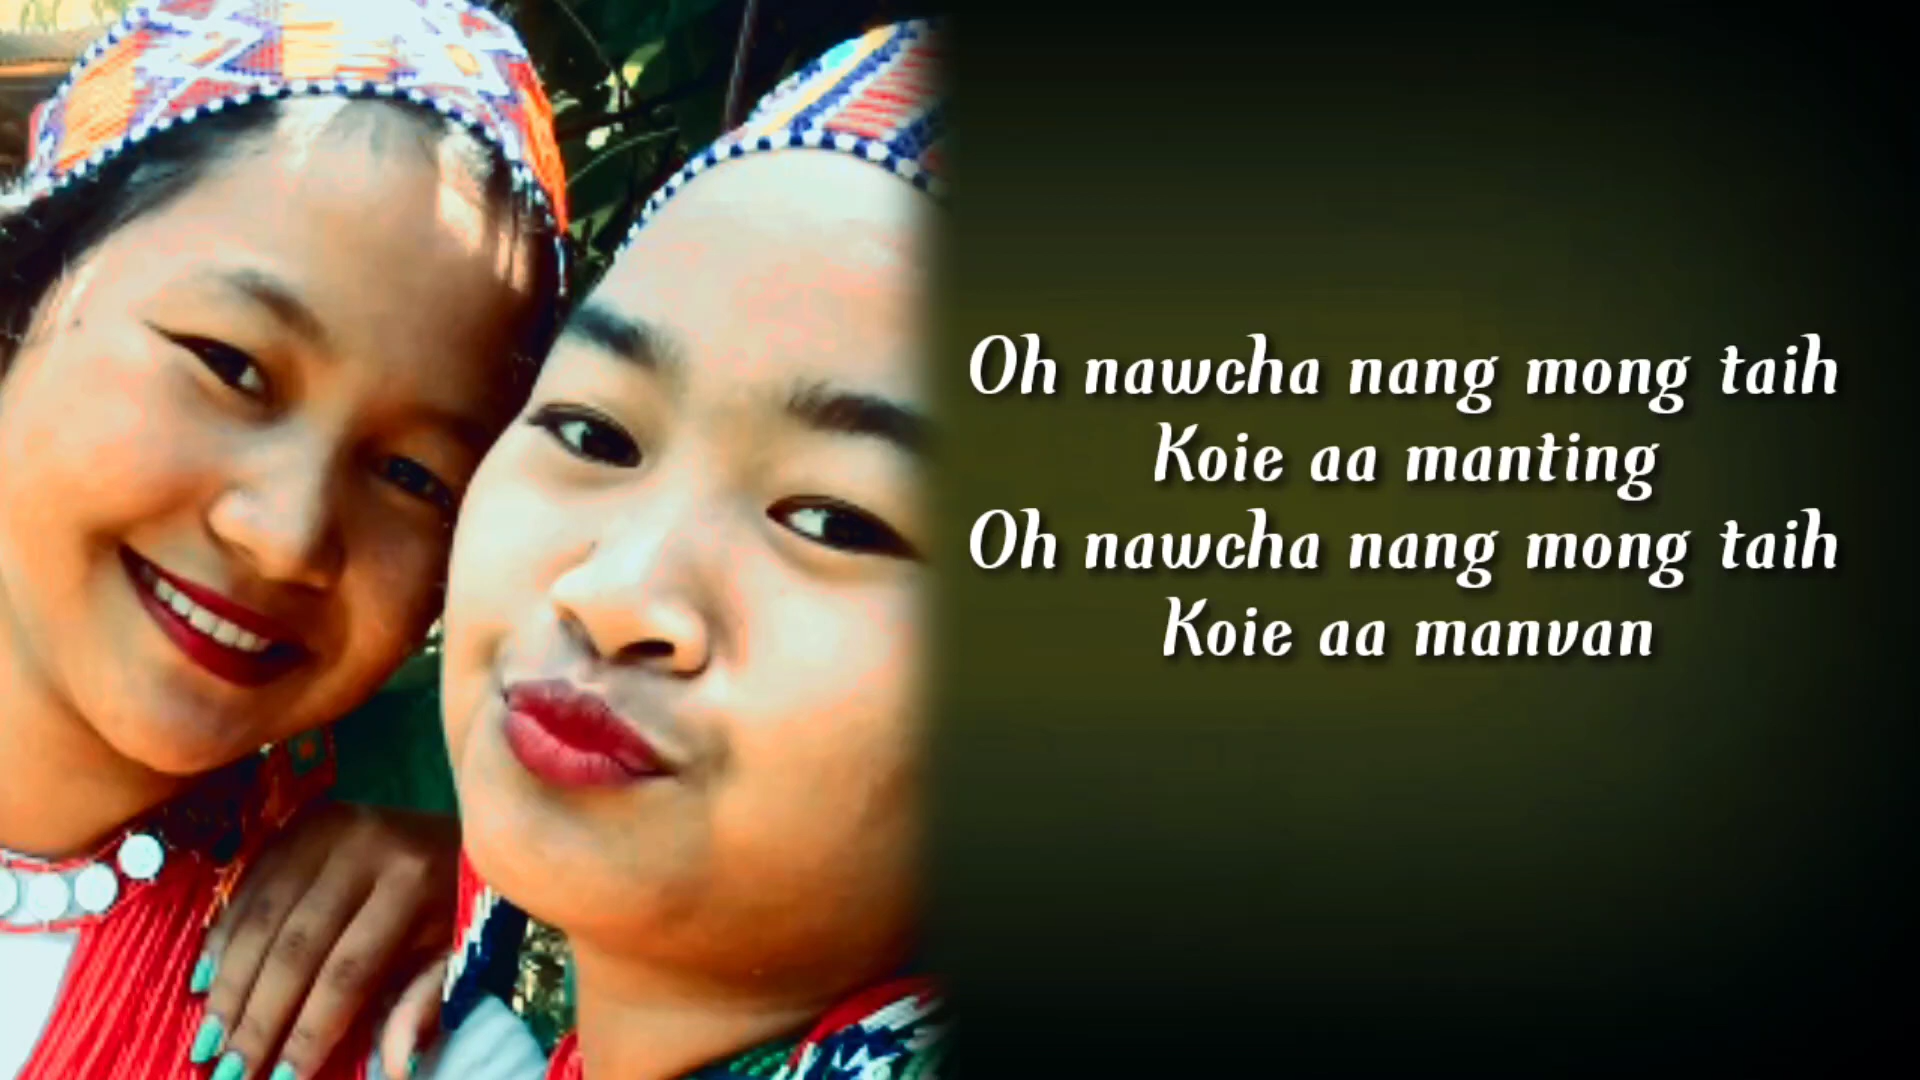 Oh nawcha nang mong taih
Koie aa manting
Oh nawcha nang mong taih
Koie aa manvan